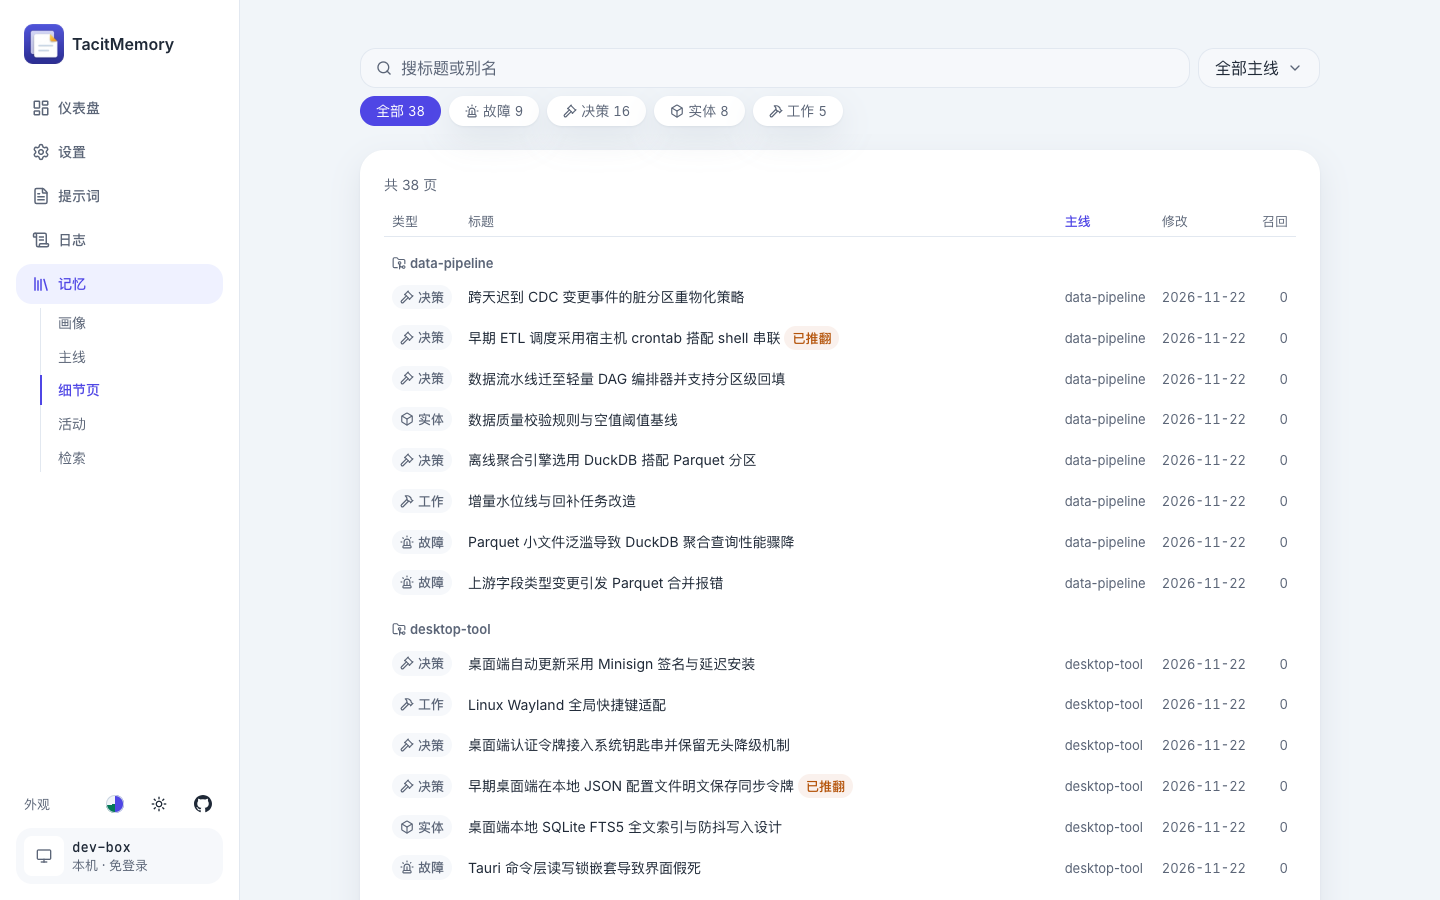 TacitMemory
仪表盘
设置
提示词
日志
记忆
画像
主线
细节页
活动
检索
外观
dev-box
本机 · 免登录
搜标题或别名
全部主线
全部 38 故障 9 决策 16 实体 8 工作 5
共 38 页
类型 标题 主线 修改 召回
data-pipeline
决策 跨天迟到 CDC 变更事件的脏分区重物化策略 data-pipeline 2026-11-22 0
决策 早期 ETL 调度采用宿主机 crontab 搭配 shell 串联 已推翻 data-pipeline 2026-11-22 0
决策 数据流水线迁至轻量 DAG 编排器并支持分区级回填 data-pipeline 2026-11-22 0
实体 数据质量校验规则与空值阈值基线 data-pipeline 2026-11-22 0
决策 离线聚合引擎选用 DuckDB 搭配 Parquet 分区 data-pipeline 2026-11-22 0
工作 增量水位线与回补任务改造 data-pipeline 2026-11-22 0
故障 Parquet 小文件泛滥导致 DuckDB 聚合查询性能骤降 data-pipeline 2026-11-22 0
故障 上游字段类型变更引发 Parquet 合并报错 data-pipeline 2026-11-22 0
desktop-tool
决策 桌面端自动更新采用 Minisign 签名与延迟安装 desktop-tool 2026-11-22 0
工作 Linux Wayland 全局快捷键适配 desktop-tool 2026-11-22 0
决策 桌面端认证令牌接入系统钥匙串并保留无头降级机制 desktop-tool 2026-11-22 0
决策 早期桌面端在本地 JSON 配置文件明文保存同步令牌 已推翻 desktop-tool 2026-11-22 0
实体 桌面端本地 SQLite FTS5 全文索引与防抖写入设计 desktop-tool 2026-11-22 0
故障 Tauri 命令层读写锁嵌套导致界面假死 desktop-tool 2026-11-22 0